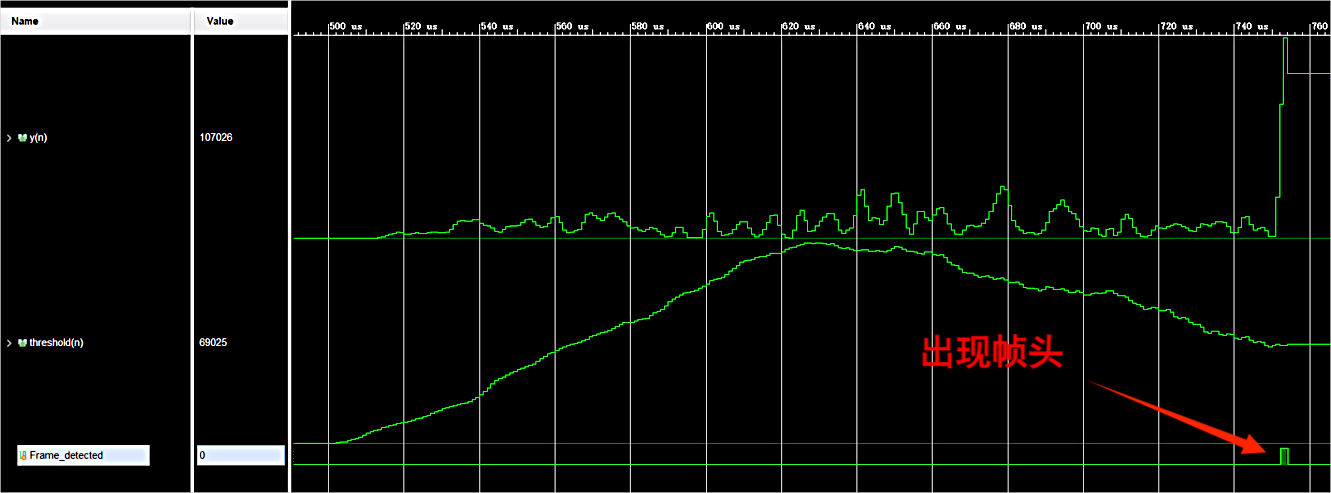 Name Value
500 us 520 us 540 us 560 us 580 us 600 us 620 us 640 us 660 us 680 us 700 us 720 us 740 us 760
y(n) 107026
threshold(n) 69025
出现帧头
Frame_detected 0